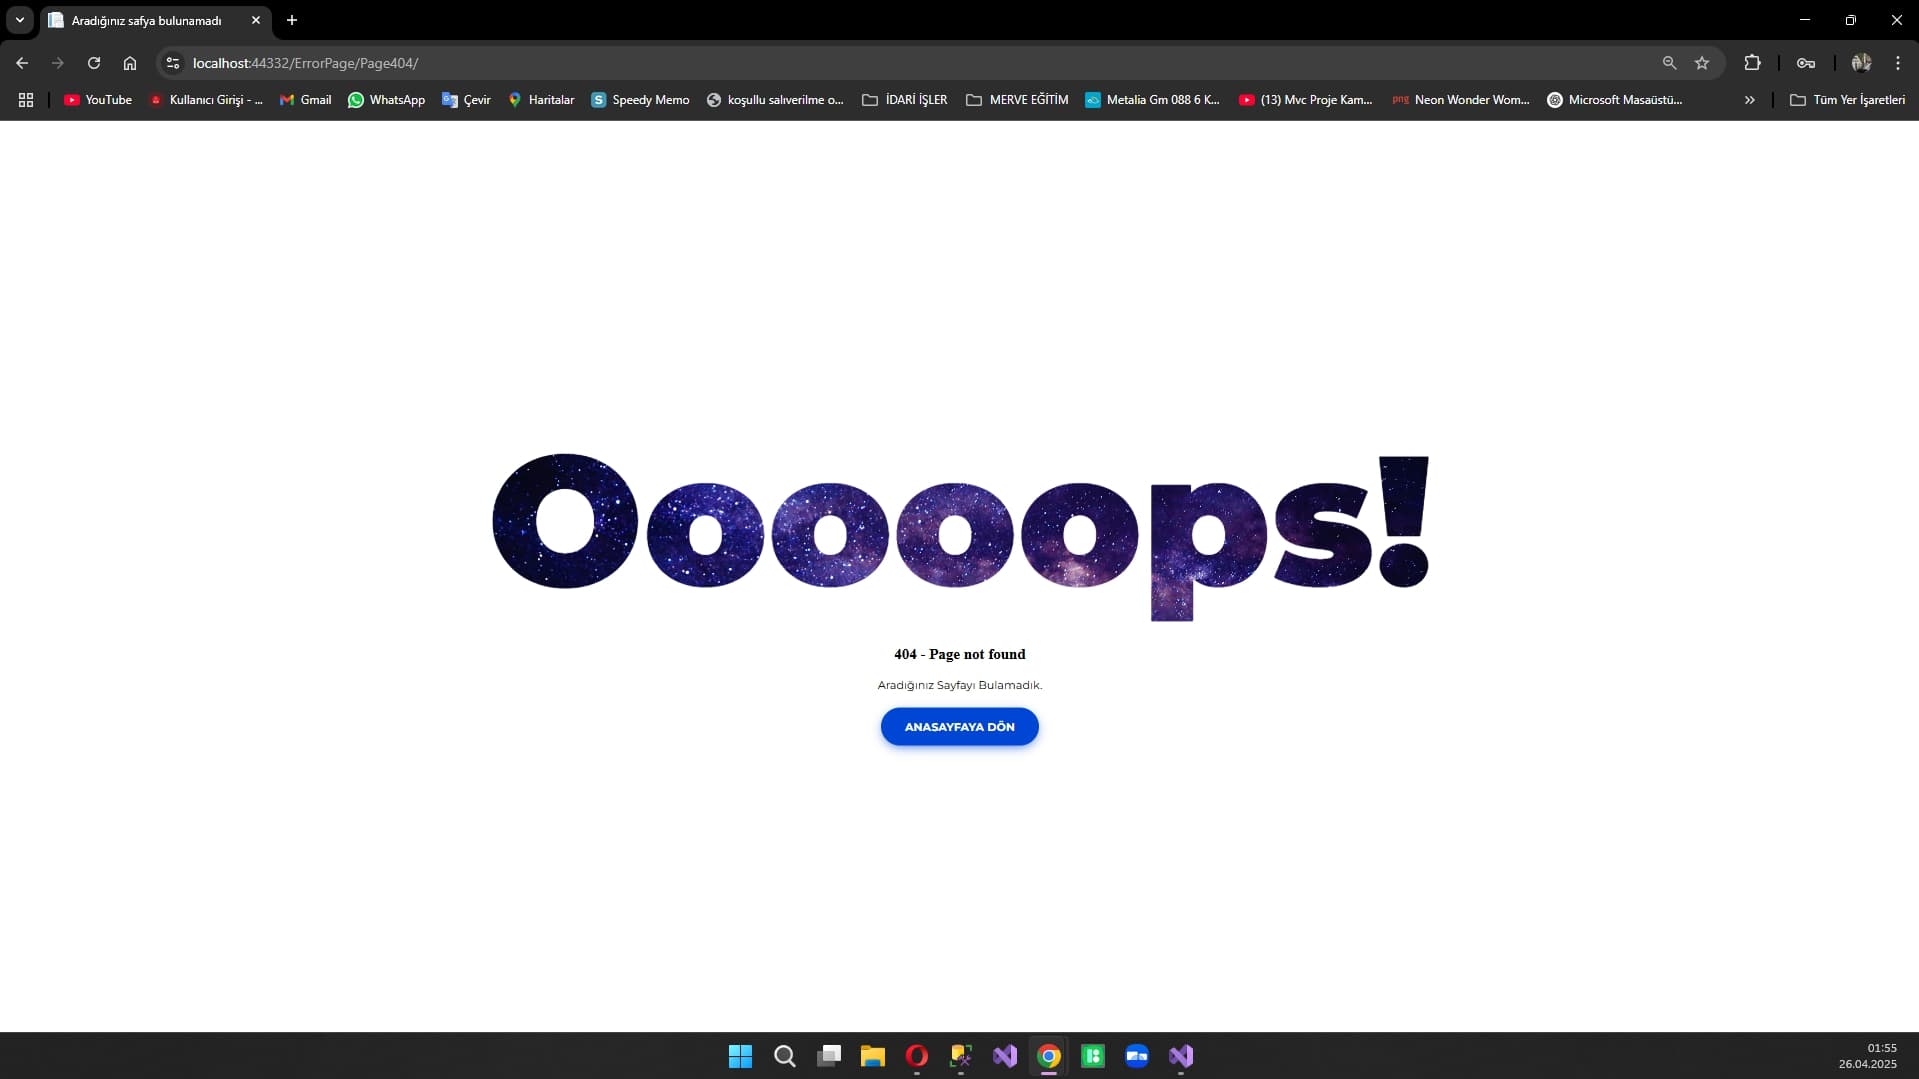 Aradığınız safya bulunamadı
localhost:44332/ErrorPage/Page404/
YouTube
Kullanıcı Girişi - ...
Gmail
WhatsApp
Çevir
Haritalar
Speedy Memo
koşullu salıverilme o...
İDARİ İŞLER
MERVE EĞİTİM
Metalia Gm 088 6 K...
(13) Mvc Proje Kam...
png Neon Wonder Wom...
Microsoft Masaüstü...
Tüm Yer İşaretleri
Ooooops!
404 - Page not found
Aradığınız Sayfayı Bulamadık.
ANASAYFAYA DÖN
01:55
26.04.2025